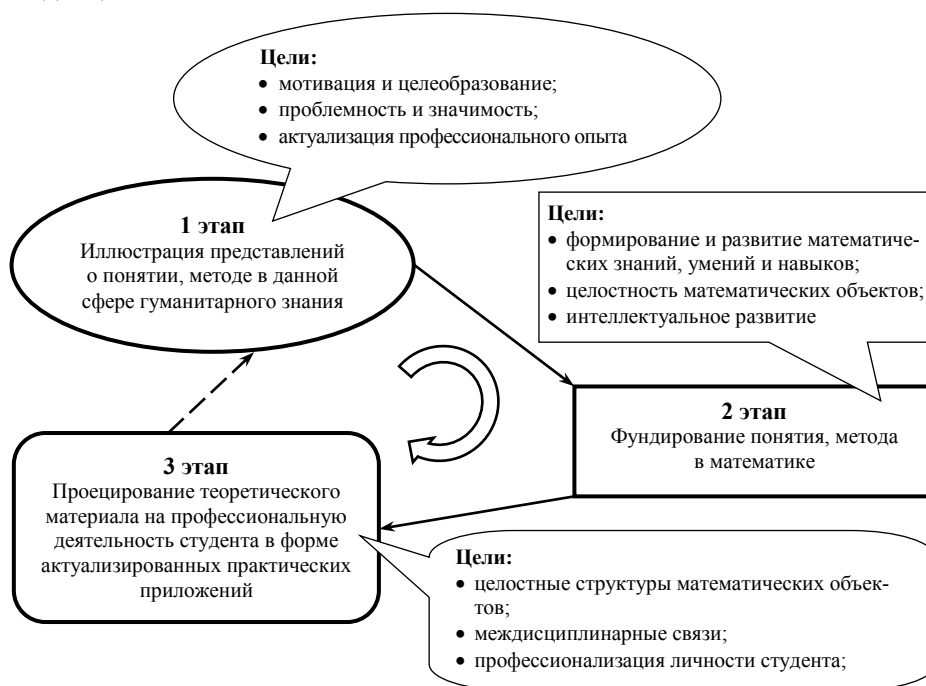 Цели:
• мотивация и целеобразование;
• проблемность и значимость;
• актуализация профессионального опыта
1 этап
Иллюстрация представлений
о понятии, методе в данной
сфере гуманитарного знания
Цели:
• формирование и развитие математичес-
ских знаний, умений и навыков;
• целостность математических объектов;
• интеллектуальное развитие
2 этап
Фундирование понятия, метода
в математике
3 этап
Проецирование теоретического
материала на профессиональную
деятельность студента в форме
актуализированных практических
приложений
Цели:
• целостные структуры математических объек-
тов;
• междисциплинарные связи;
• профессионализация личности студента;